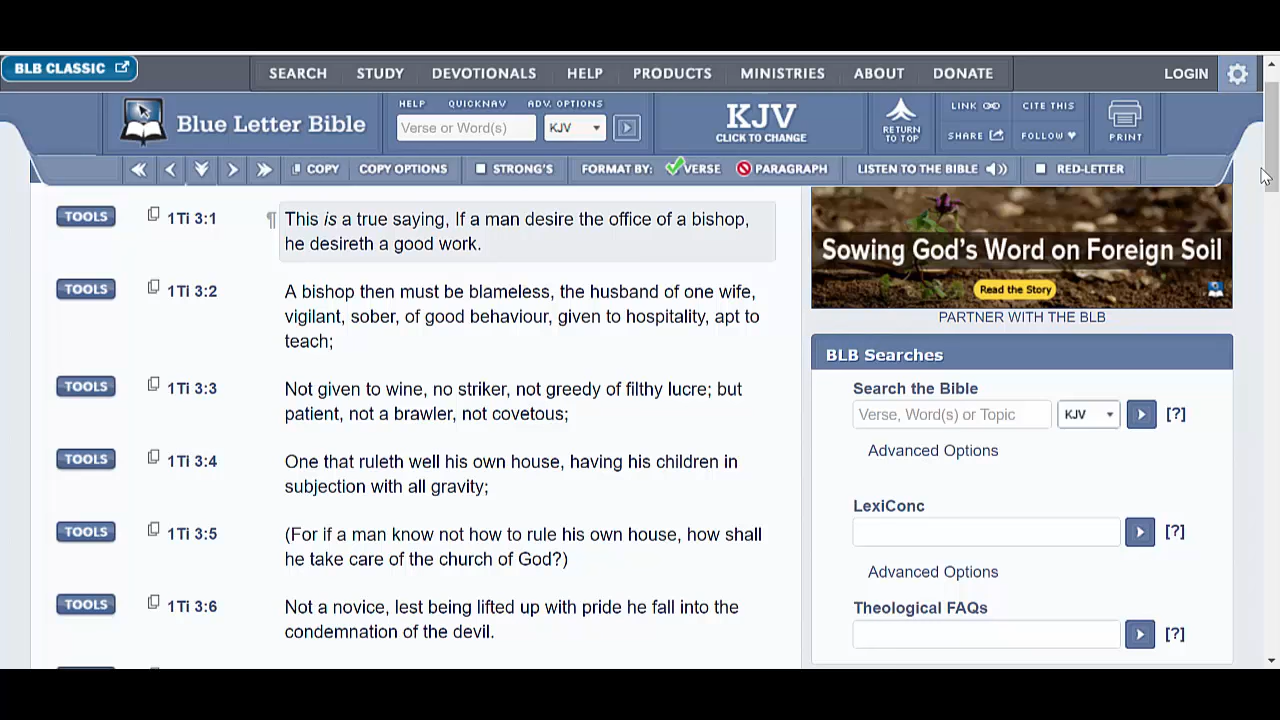 BLB CLASSIC
SEARCH STUDY DEVOTIONALS HELP PRODUCTS MINISTRIES ABOUT DONATE
LOGIN
Blue Letter Bible
HELP QUICKNAV ADV. OPTIONS
Verse or Word(s) KJV
KJV
CLICK TO CHANGE
RETURN
TO TOP
LINK CITE THIS
SHARE FOLLOW
PRINT
COPY COPY OPTIONS STRONG'S FORMAT BY: VERSE PARAGRAPH LISTEN TO THE BIBLE RED-LETTER
TOOLS 1Ti 3:1 ¶ This is a true saying, If a man desire the office of a bishop,
he desireth a good work.
TOOLS 1Ti 3:2 A bishop then must be blameless, the husband of one wife,
vigilant, sober, of good behaviour, given to hospitality, apt to
teach;
TOOLS 1Ti 3:3 Not given to wine, no striker, not greedy of filthy lucre; but
patient, not a brawler, not covetous;
TOOLS 1Ti 3:4 One that ruleth well his own house, having his children in
subjection with all gravity;
TOOLS 1Ti 3:5 (For if a man know not how to rule his own house, how shall
he take care of the church of God?)
TOOLS 1Ti 3:6 Not a novice, lest being lifted up with pride he fall into the
condemnation of the devil.
Sowing God's Word on Foreign Soil
Read the Story
PARTNER WITH THE BLB
BLB Searches
Search the Bible
Verse, Word(s) or Topic KJV [?]
Advanced Options
LexiConc
[?]
Advanced Options
Theological FAQs
[?]